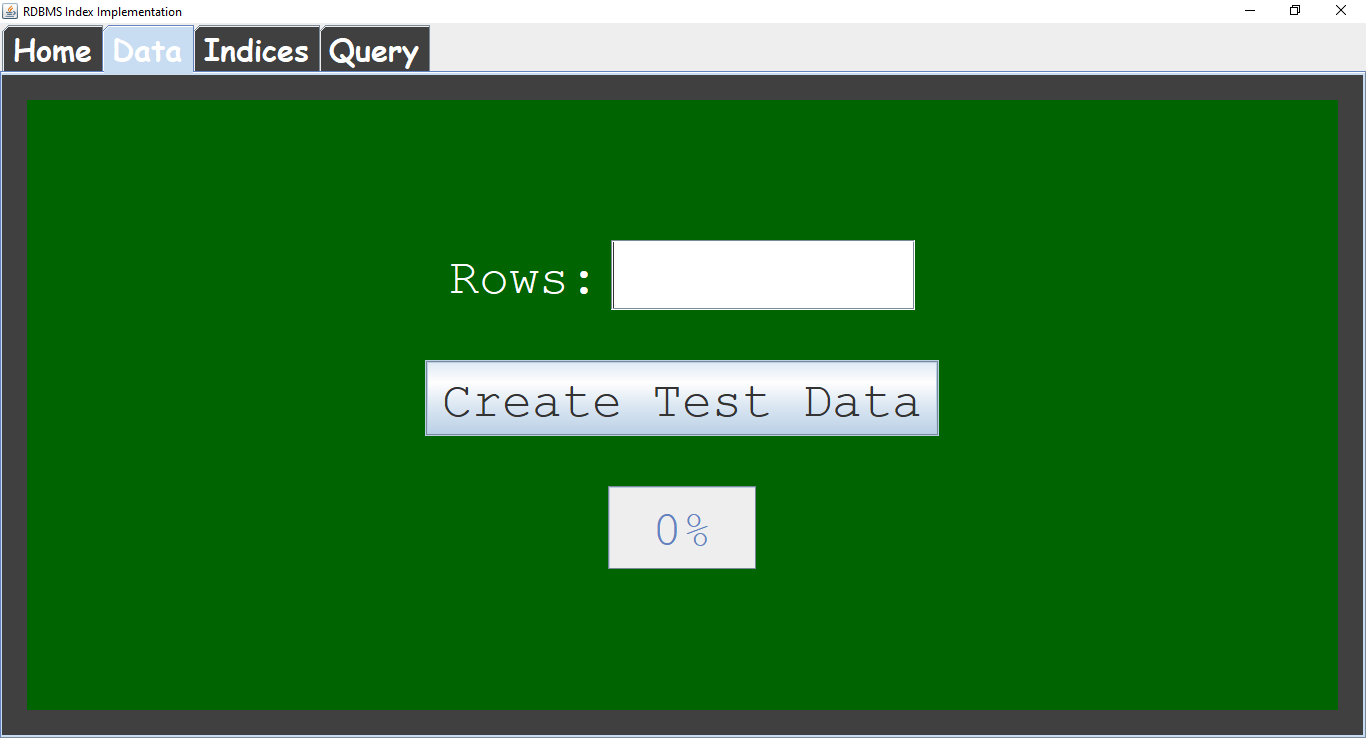 RDBMS Index Implementation
Home Data Indices Query
Rows:
Create Test Data
0%